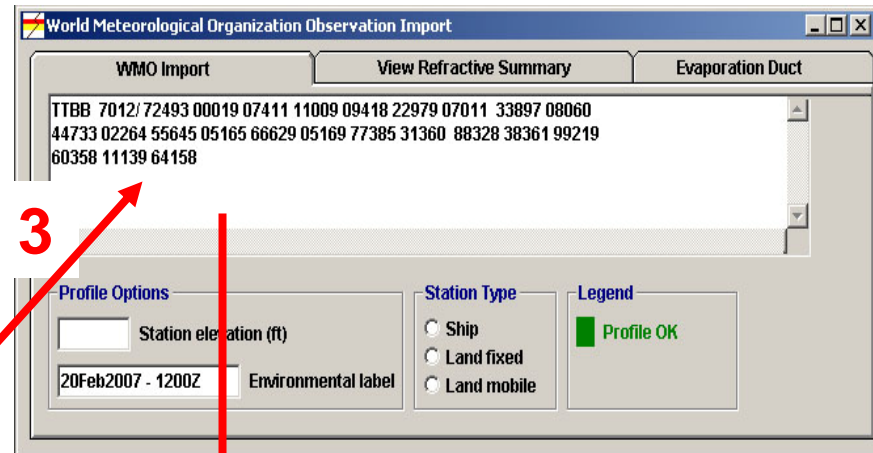 World Meteorological Organization Observation Import
WMO Import View Refractive Summary Evaporation Duct
TTBB 7012/ 72493 00019 07411 11009 09418 22979 07011 33897 08060
44733 02264 55645 05165 66629 05169 77385 31360 88328 38361 99219
60358 11139 64158
3
Profile Options Station Type Legend
Station elevation (ft) Ship Profile OK
Land fixed
20Feb2007 - 1200Z Environmental label Land mobile